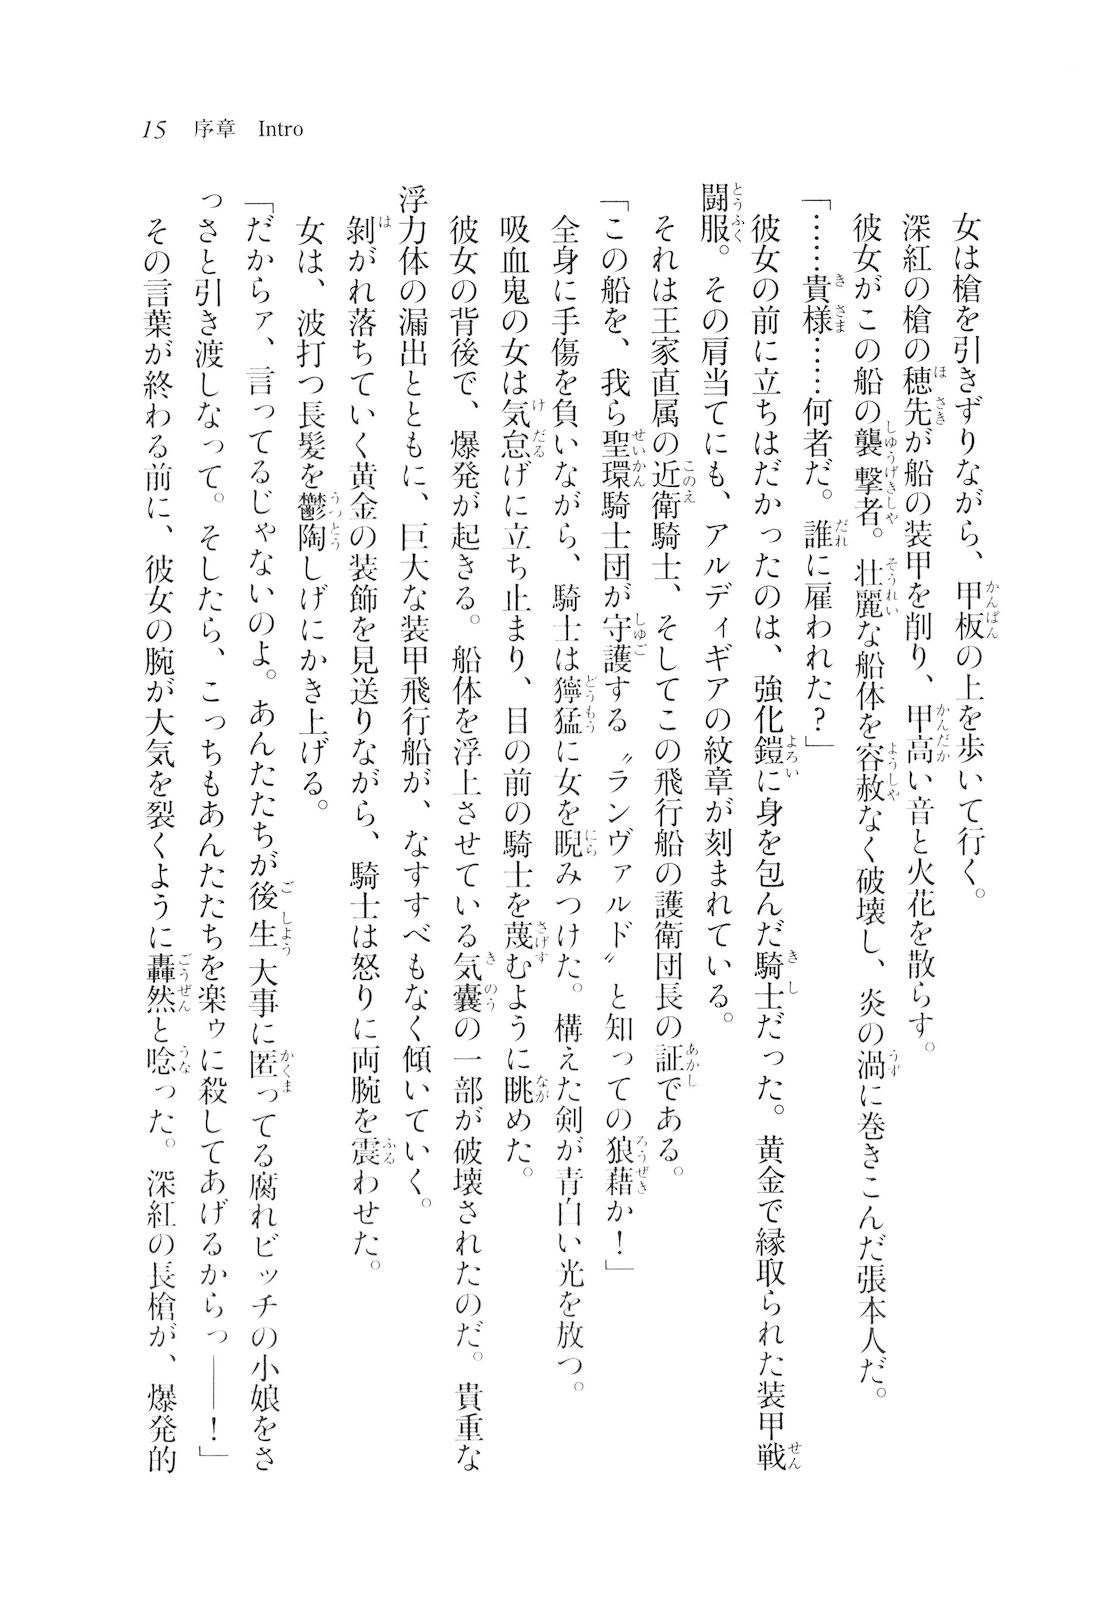 15　序章　Intro
女は槍を引きずりながら、甲板の上を歩いて行く。
深紅の槍の穂先が船の装甲を削り、甲高い音と火花を散らす。
彼女がこの船の襲撃者。壮麗な船体を容赦なく破壊し、炎の渦に巻きこんだ張本人だ。
「……貴様……何者だ。誰に雇われた？」
彼女の前に立ちはだかったのは、強化鎧に身を包んだ騎士だった。黄金で縁取られた装甲戦
闘服。その肩当てにも、アルディギアの紋章が刻まれている。
それは王家直属の近衛騎士、そしてこの飛行船の護衛団長の証である。
「この船を、我ら聖環騎士団が守護する〝ランヴァルド〟と知っての狼藉か！」
全身に手傷を負いながら、騎士は獰猛に女を睨みつけた。構えた剣が青白い光を放つ。
吸血鬼の女は気怠げに立ち止まり、目の前の騎士を蔑むように眺めた。
彼女の背後で、爆発が起きる。船体を浮上させている気嚢の一部が破壊されたのだ。貴重な
浮力体の漏出とともに、巨大な装甲飛行船が、なすすべもなく傾いていく。
剝がれ落ちていく黄金の装飾を見送りながら、騎士は怒りに両腕を震わせた。
女は、波打つ長髪を鬱陶しげにかき上げる。
「だからァ、言ってるじゃないのよ。あんたたちが後生大事に匿ってる腐れビッチの小娘をさ
っさと引き渡しなって。そしたら、こっちもあんたたちを楽ゥに殺してあげるからっ――！」
その言葉が終わる前に、彼女の腕が大気を裂くように轟然と唸った。深紅の長槍が、爆発的